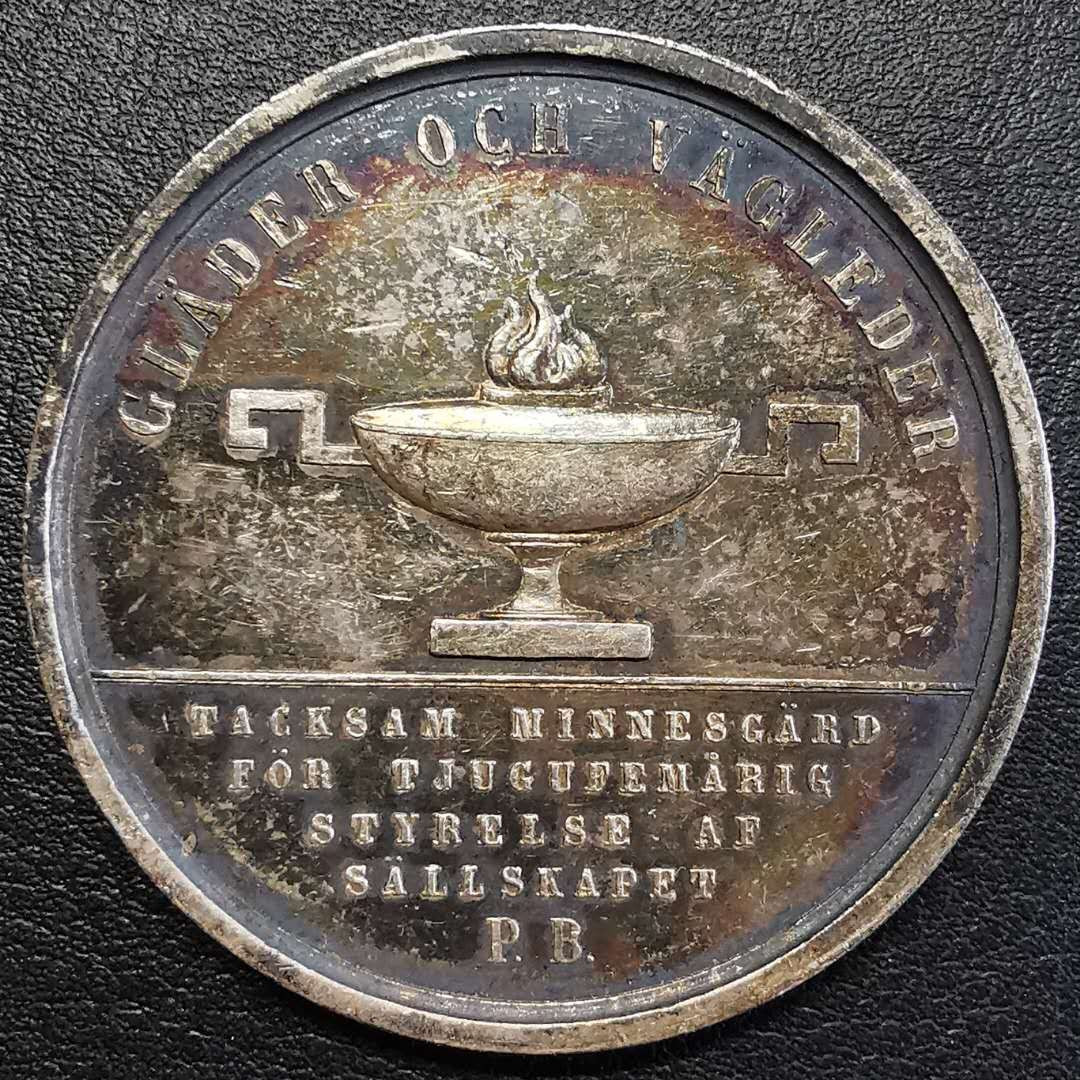 GLÄDER OCH VÄGLEDER
TACKSAM MINNESGÄRD
FÖR TJUGUFEMÅRIG
STYRELSE AF
SÄLLSKAPET
P. B.